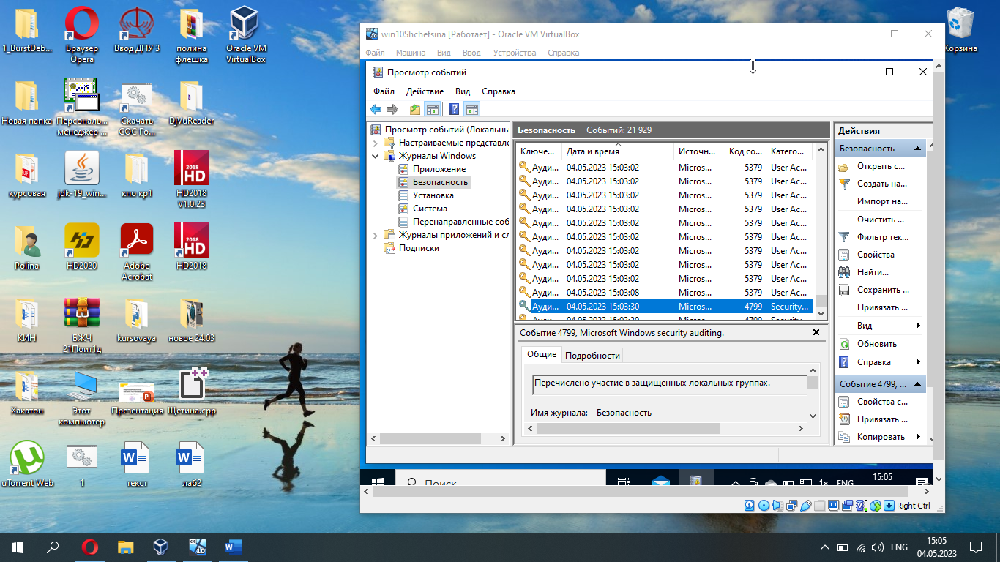 1_BurstDeb...
Браузер
Opera
Ввод ДПУ 3
полина
флешка
Oracle VM
VirtualBox
Корзина
Новая папка
Персональ...
менеджер ...
Скачать
СОС Го...
DjVuReader
курсовая
jdk-19_win...
кпо кр1
HD2018
V1.0.23
Polina
HD2020
Adobe
Acrobat
HD2018
КИН
БЖЧ
21Поит1д
kursovaya
новое 24.03
Хакатон
Этот
компьютер
Презентация
Щетина.cpp
uTorrent Web
1
текст
ла62
win10Shchetsina [Работает] - Oracle VM VirtualBox
Файл Машина Вид Ввод Устройства Справка
Просмотр событий
Файл Действие Вид Справка
Просмотр событий (Локальнь
Настраиваемые представле
Журналы Windows
Приложение
Безопасность
Установка
Система
Перенаправленные соб
Журналы приложений и сл
Подписки
Безопасность Событий: 21 929
Ключе... Дата и время Источн... Код со... Катего...
Ауди... 04.05.2023 15:03:02 Micros... 5379 User Ac...
Ауди... 04.05.2023 15:03:02 Micros... 5379 User Ac...
Ауди... 04.05.2023 15:03:02 Micros... 5379 User Ac...
Ауди... 04.05.2023 15:03:02 Micros... 5379 User Ac...
Ауди... 04.05.2023 15:03:02 Micros... 5379 User Ac...
Ауди... 04.05.2023 15:03:02 Micros... 5379 User Ac...
Ауди... 04.05.2023 15:03:02 Micros... 5379 User Ac...
Ауди... 04.05.2023 15:03:02 Micros... 5379 User Ac...
Ауди... 04.05.2023 15:03:02 Micros... 5379 User Ac...
Ауди... 04.05.2023 15:03:08 Micros... 5379 User Ac...
Ауди... 04.05.2023 15:03:30 Micros... 4799 Security...
Ауди... 04.05.2023 15:03:30 Micros... 4799 Security...
Событие 4799, Microsoft Windows security auditing.
Общие Подробности
Перечислено участие в защищенных локальных группах.
Имя журнала: Безопасность
Действия
Безопасность
Открыть с...
Создать на...
Импорт на...
Очистить ...
Фильтр тек...
Свойства
Найти...
Сохранить ...
Привязать ...
Вид
Обновить
Справка
Событие 4799, ...
Свойства с...
Привязать ...
Копировать
Поиск
ENG
15:05
Right Ctrl
ENG
15:05
04.05.2023